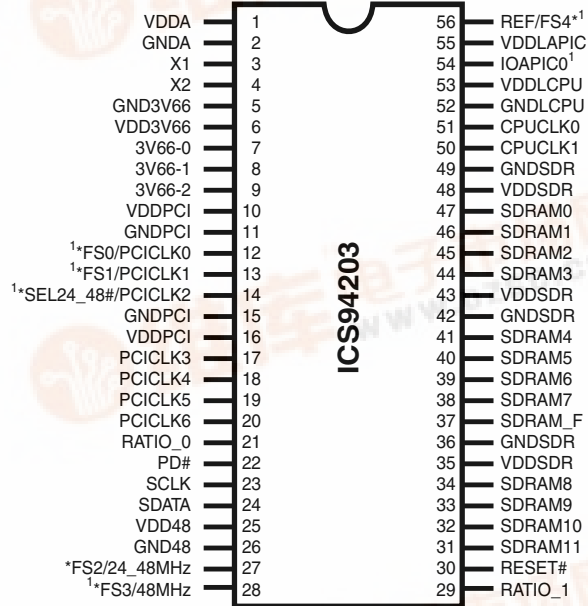 VDDA 1 56 REF/FS4*1
GNDA 2 55 VDDLAPIC
X1 3 54 IOAPIC01
X2 4 53 VDDLCPU
GND3V66 5 52 GNDLCPU
VDD3V66 6 51 CPUCLK0
3V66-0 7 50 CPUCLK1
3V66-1 8 49 GNDSDR
3V66-2 9 48 VDDSDR
VDDPCI 10 47 SDRAM0
GNDPCI 11 46 SDRAM1
1*FS0/PCICLK0 12 45 SDRAM2
1*FS1/PCICLK1 13 44 SDRAM3
1*SEL24_48#/PCICLK2 14 43 VDDSDR
GNDPCI 15 42 GNDSDR
VDDPCI 16 41 SDRAM4
PCICLK3 17 40 SDRAM5
PCICLK4 18 39 SDRAM6
PCICLK5 19 38 SDRAM7
PCICLK6 20 37 SDRAM_F
RATIO_0 21 36 GNDSDR
PD# 22 35 VDDSDR
SCLK 23 34 SDRAM8
SDATA 24 33 SDRAM9
VDD48 25 32 SDRAM10
GND48 26 31 SDRAM11
*FS2/24_48MHz 27 30 RESET#
1*FS3/48MHz 28 29 RATIO_1
ICS94203